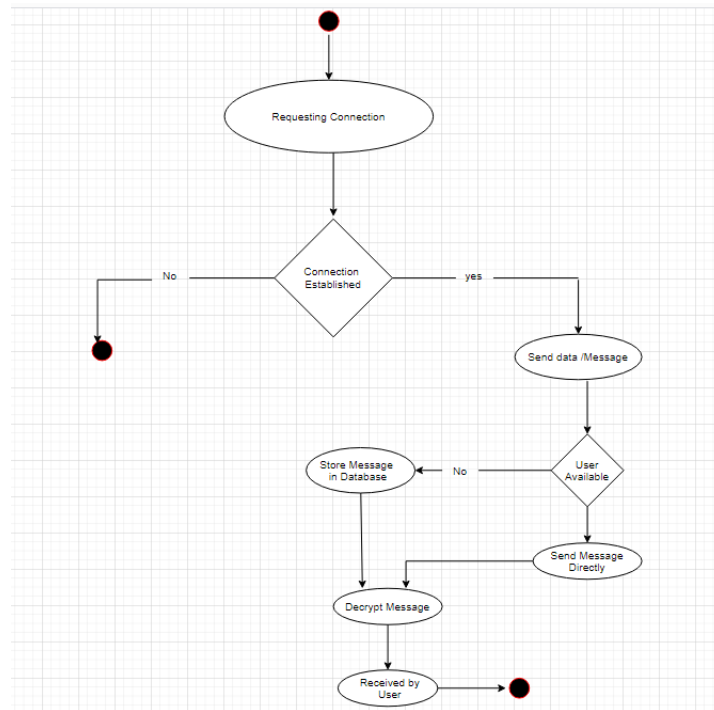 Requesting Connection
Connection
Established
No
yes
Send data /Message
Store Message
in Database
No
User
Available
Send Message
Directly
Decrypt Message
Received by
User